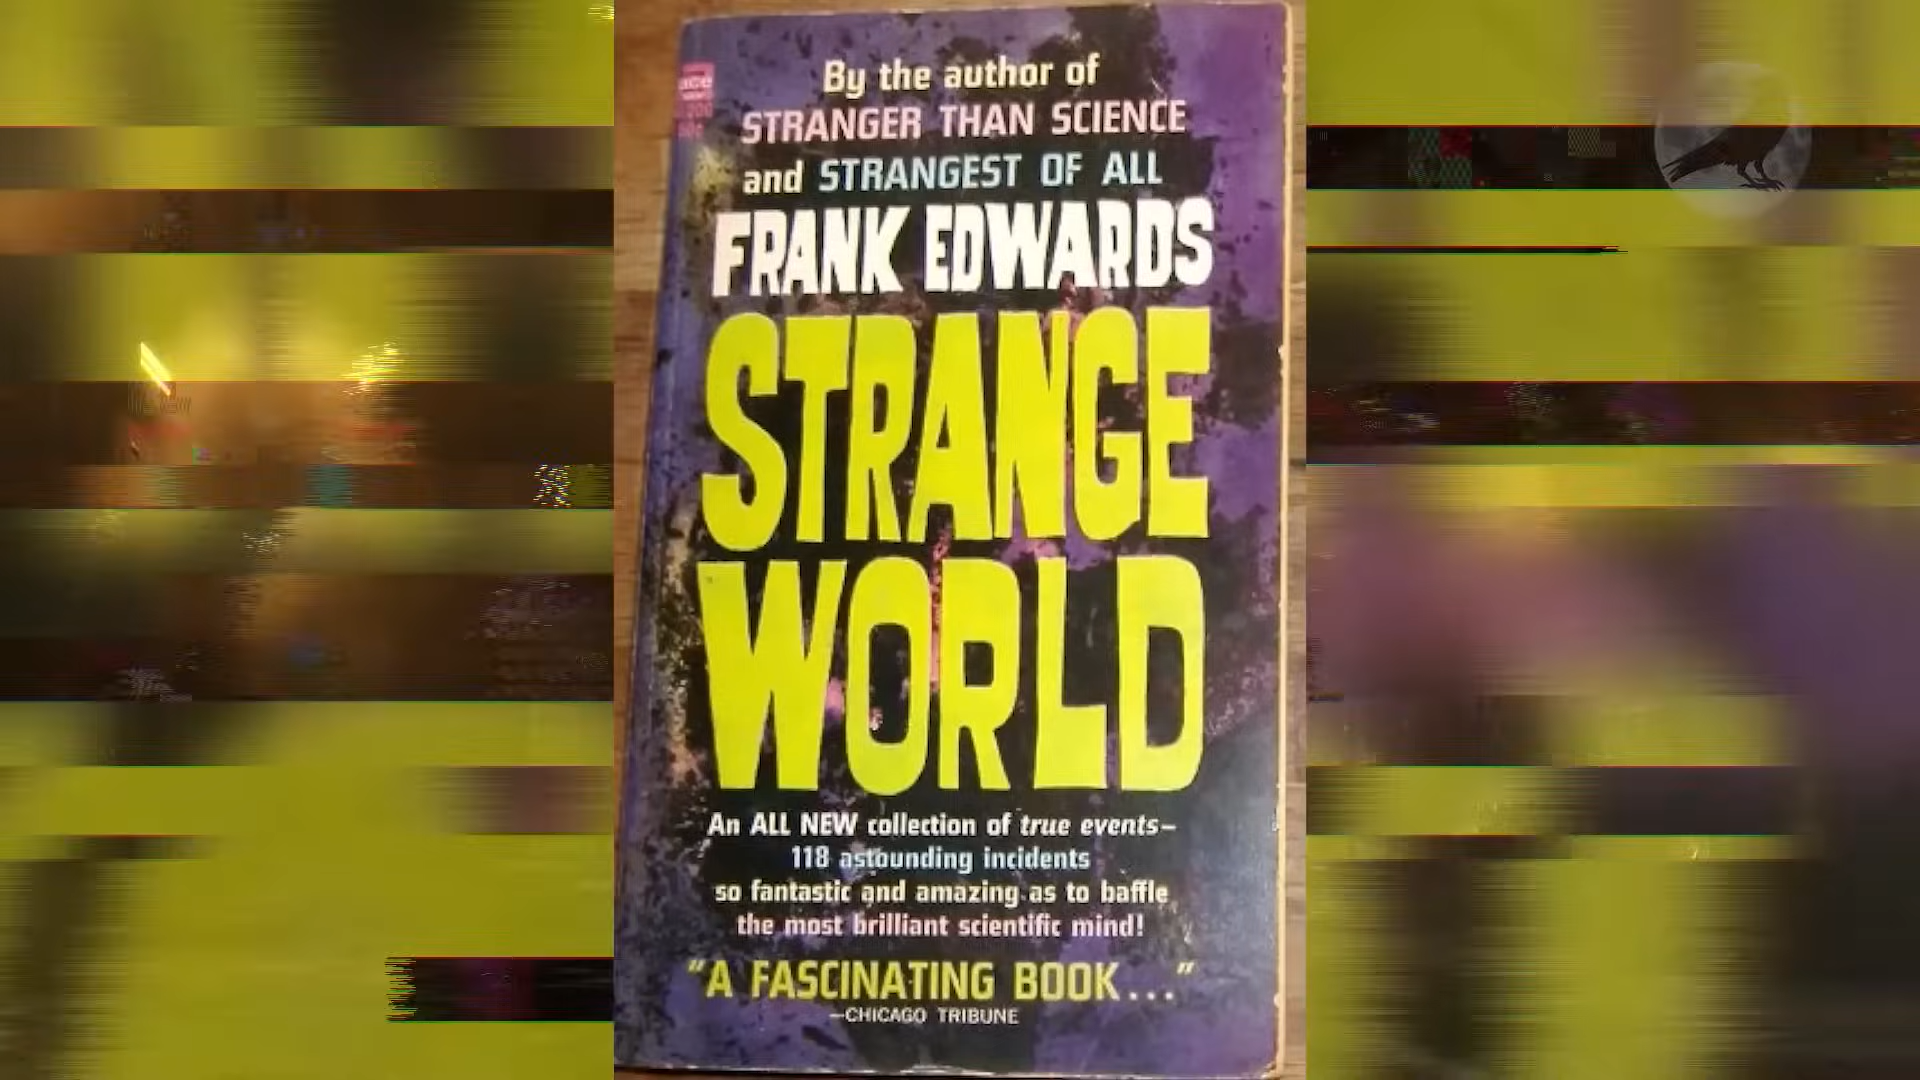 By the author of
STRANGER THAN SCIENCE
and STRANGEST OF ALL
FRANK EDWARDS
STRANGE
WORLD
An ALL NEW collection of true events—
118 astounding incidents
so fantastic and amazing as to baffle
the most brilliant scientific mind!
"A FASCINATING BOOK..."
—CHICAGO TRIBUNE